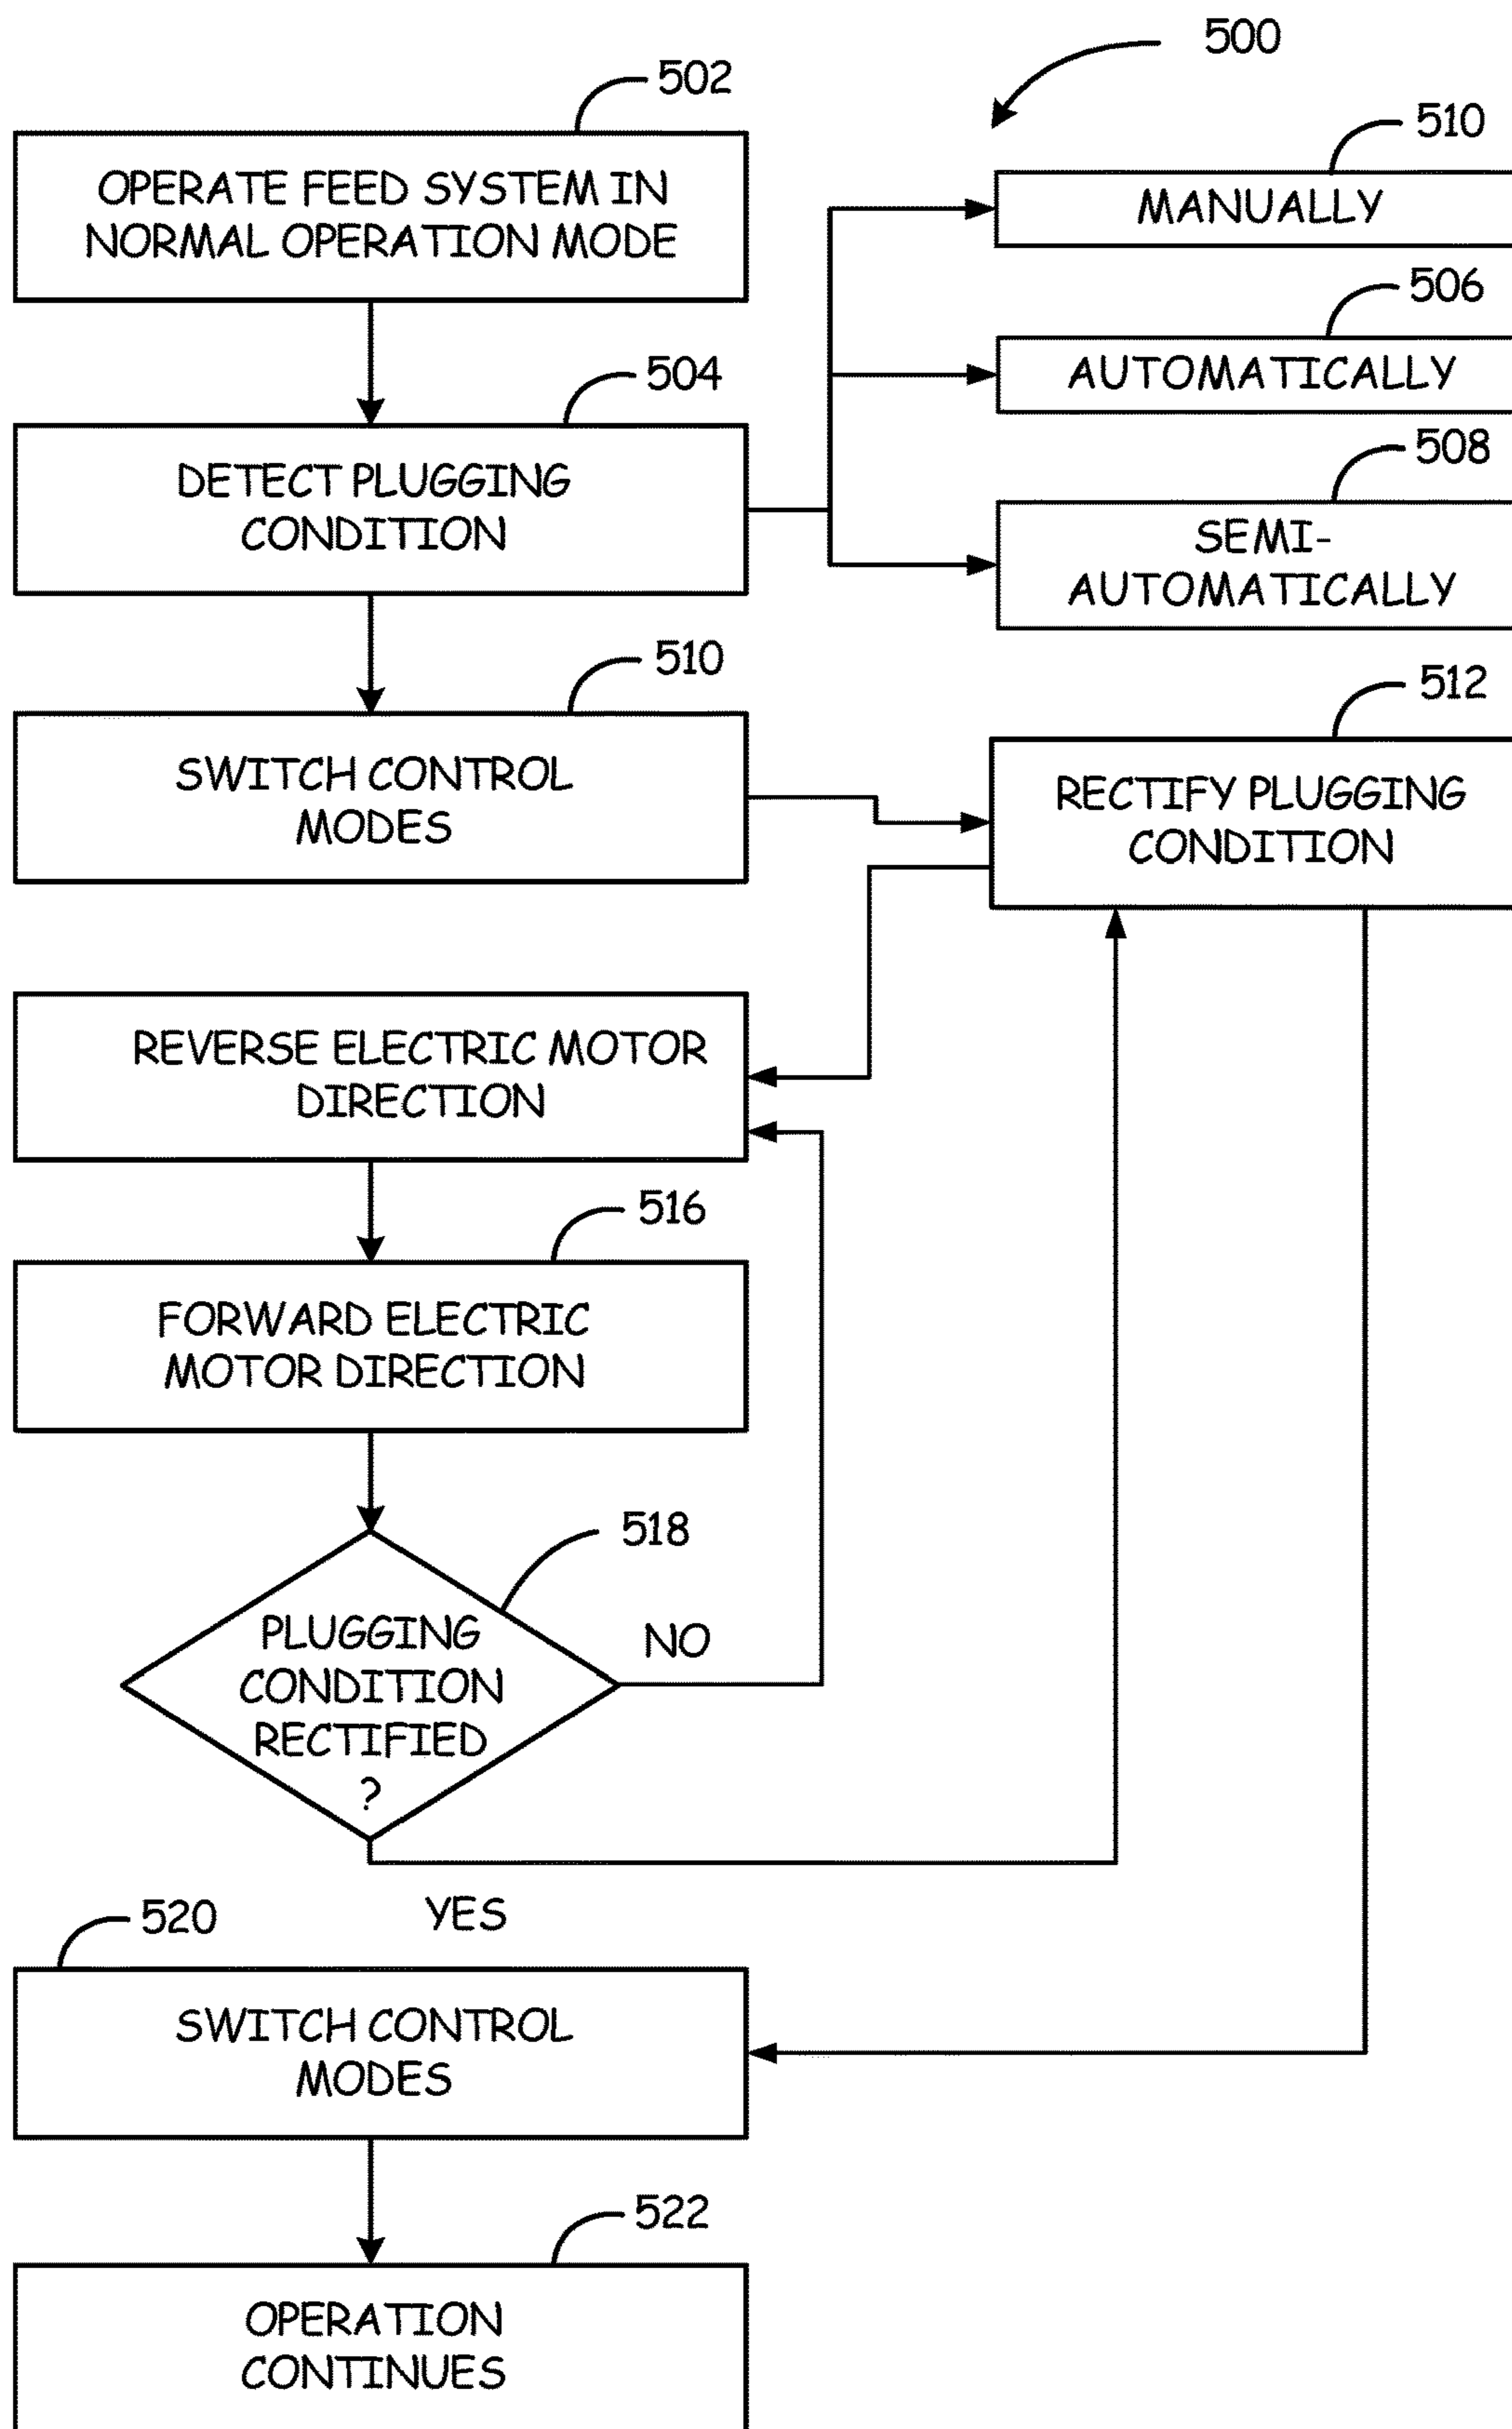 500
502
OPERATE FEED SYSTEM IN
NORMAL OPERATION MODE
510
MANUALLY
506
AUTOMATICALLY
504
DETECT PLUGGING
CONDITION
508
SEMI-
AUTOMATICALLY
510
SWITCH CONTROL
MODES
512
RECTIFY PLUGGING
CONDITION
REVERSE ELECTRIC MOTOR
DIRECTION
516
FORWARD ELECTRIC
MOTOR DIRECTION
518
PLUGGING
CONDITION
RECTIFIED
?
NO
YES
520
SWITCH CONTROL
MODES
522
OPERATION
CONTINUES